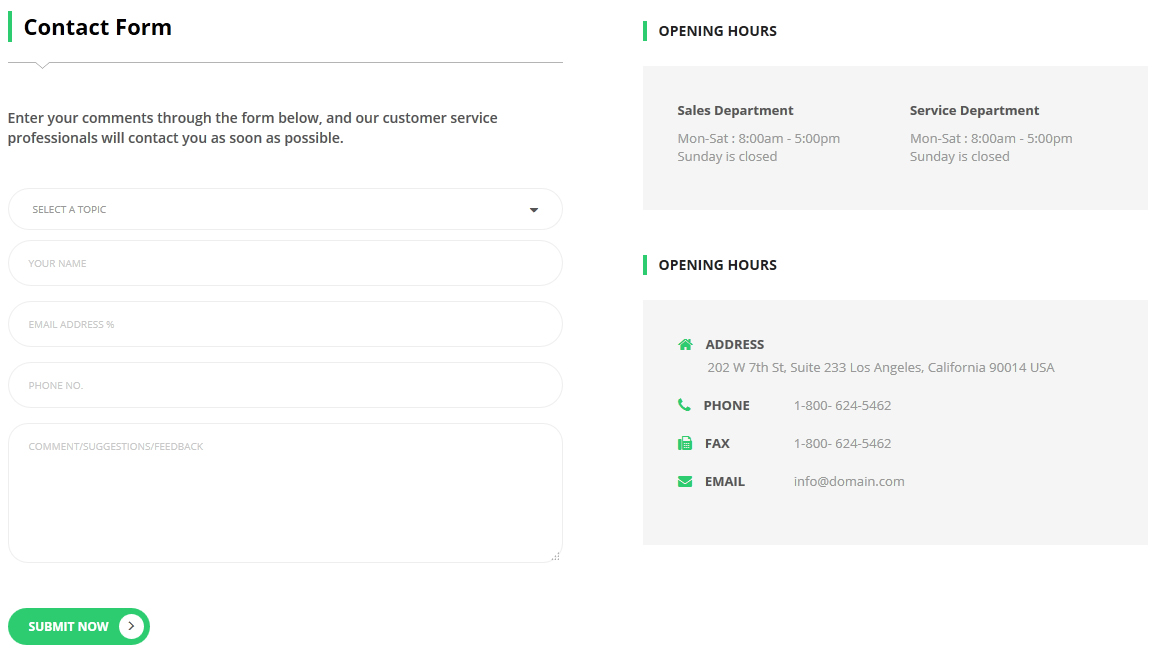 Contact Form
Enter your comments through the form below, and our customer service
professionals will contact you as soon as possible.
SELECT A TOPIC
YOUR NAME
EMAIL ADDRESS %
PHONE NO.
COMMENT/SUGGESTIONS/FEEDBACK
SUBMIT NOW
OPENING HOURS
Sales Department
Mon-Sat : 8:00am - 5:00pm
Sunday is closed
Service Department
Mon-Sat : 8:00am - 5:00pm
Sunday is closed
OPENING HOURS
ADDRESS
202 W 7th St, Suite 233 Los Angeles, California 90014 USA
PHONE 1-800- 624-5462
FAX 1-800- 624-5462
EMAIL info@domain.com